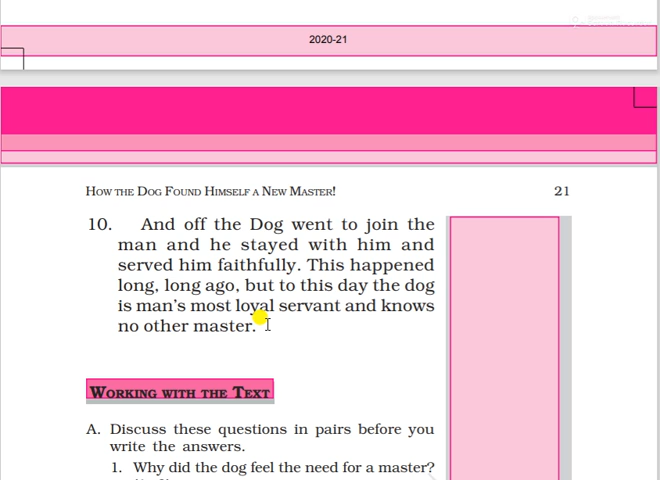 2020-21
HOW THE DOG FOUND HIMSELF A NEW MASTER!
21
10. And off the Dog went to join the
man and he stayed with him and
served him faithfully. This happened
long, long ago, but to this day the dog
is man's most loyal servant and knows
no other master.
WORKING WITH THE TEXT
A. Discuss these questions in pairs before you
write the answers.
1. Why did the dog feel the need for a master?